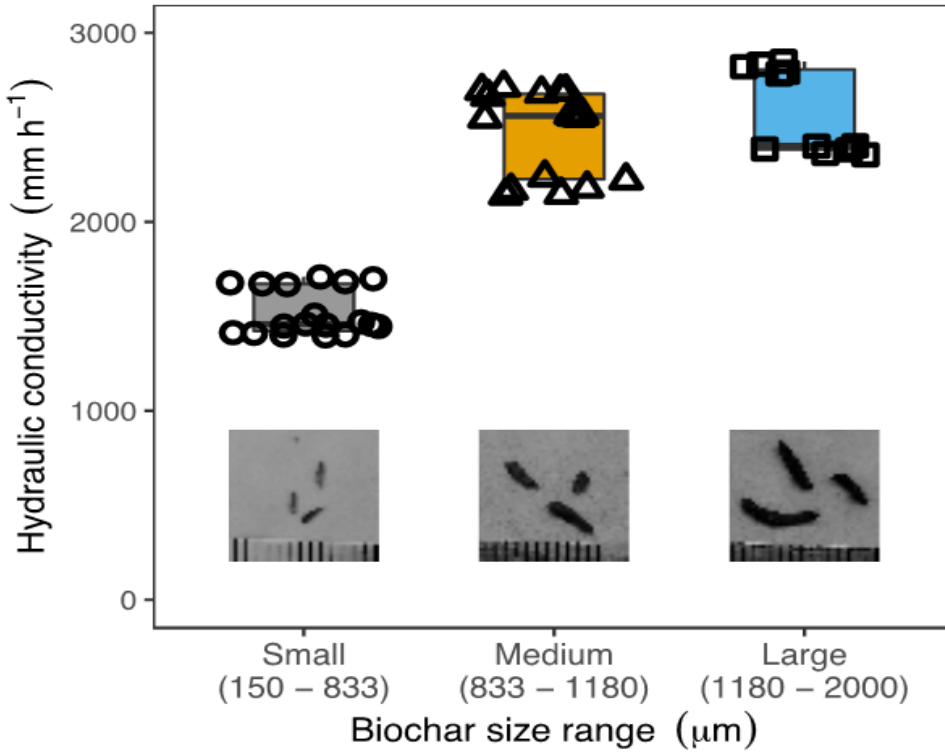 3000
2000
1000
0
Hydraulic conductivity (mm h⁻¹)
Small
(150 – 833)
Medium
(833 – 1180)
Large
(1180 – 2000)
Biochar size range (μm)